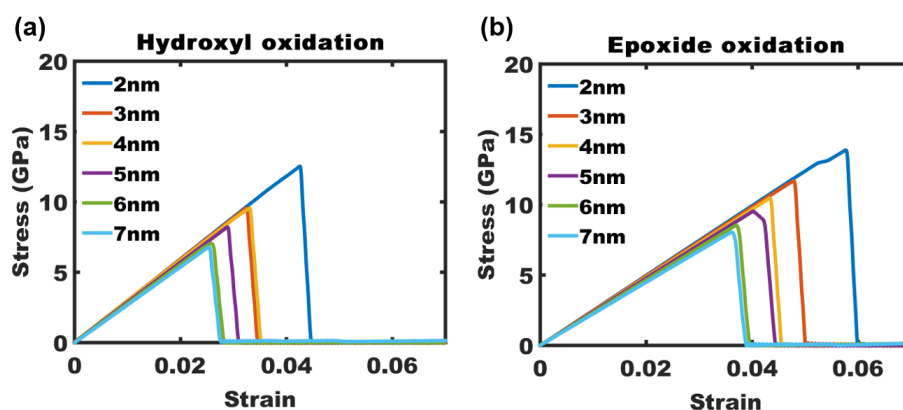 (a)
Hydroxyl oxidation
20
15
10
5
0
Stress (GPa)
2nm
3nm
4nm
5nm
6nm
7nm
0
0.02
0.04
0.06
Strain
(b)
Epoxide oxidation
20
15
10
5
0
Stress (GPa)
2nm
3nm
4nm
5nm
6nm
7nm
0
0.02
0.04
0.06
Strain